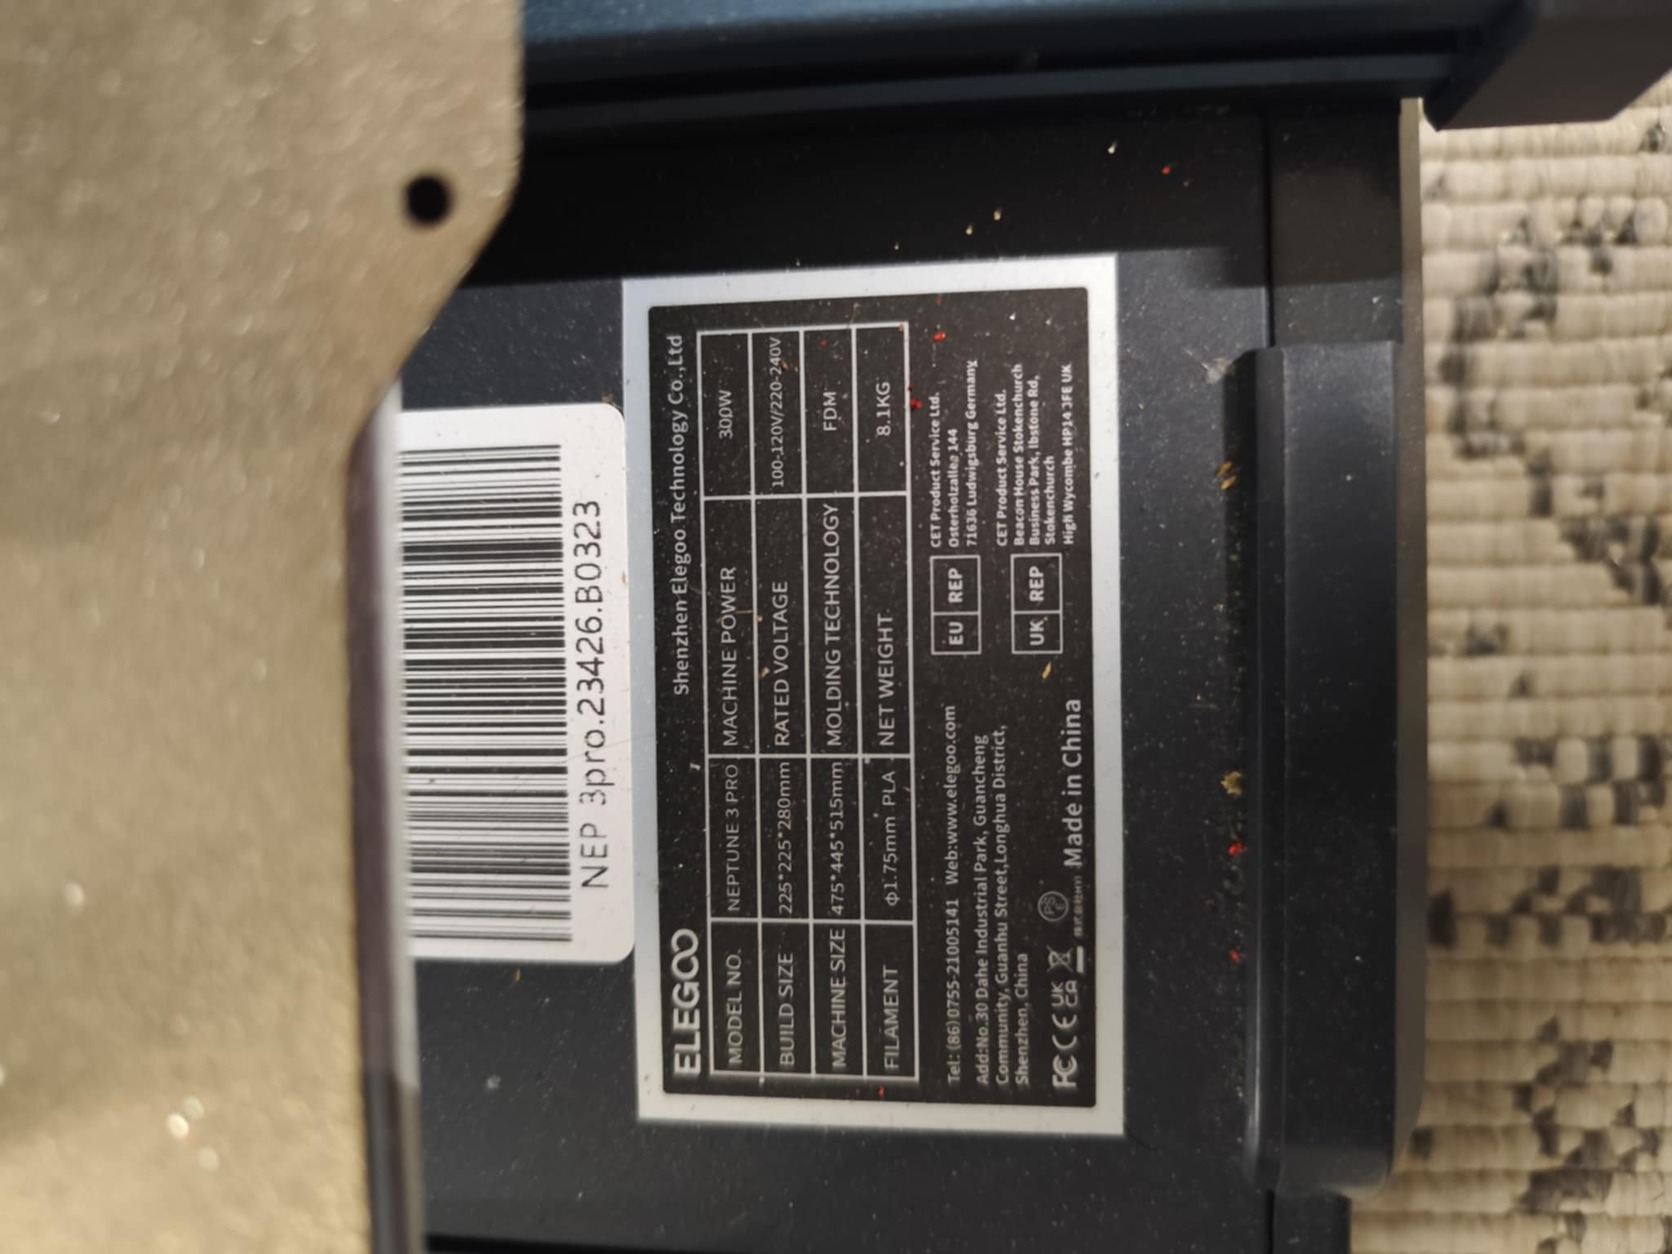 NEP 3pro.23426.B0323
ELEGOO Shenzhen Elegoo Technology Co.,Ltd
MODEL NO. NEPTUNE 3 PRO MACHINE POWER 300W
BUILD SIZE 225*225*280mm RATED VOLTAGE 100-120V/220-240V
MACHINE SIZE 475*445*515mm MOLDING TECHNOLOGY FDM
FILAMENT Φ1.75mm PLA NET WEIGHT 8.1KG
Tel: (86)0755-21005141 Web:www.elegoo.com
Add:No.30 Dahe Industrial Park, Guancheng
Community, Guanhu Street,Longhua District,
Shenzhen, China
FC CE UK CA PS E Made in China
EU REP
CET Product Service Ltd.
Osterholzallee 144
71636 Ludwigsburg Germany
UK REP
CET Product Service Ltd.
Beacon House Stokenchurch
Business Park, Ibstone Rd,
Stokenchurch
High Wycombe HP14 3FE UK